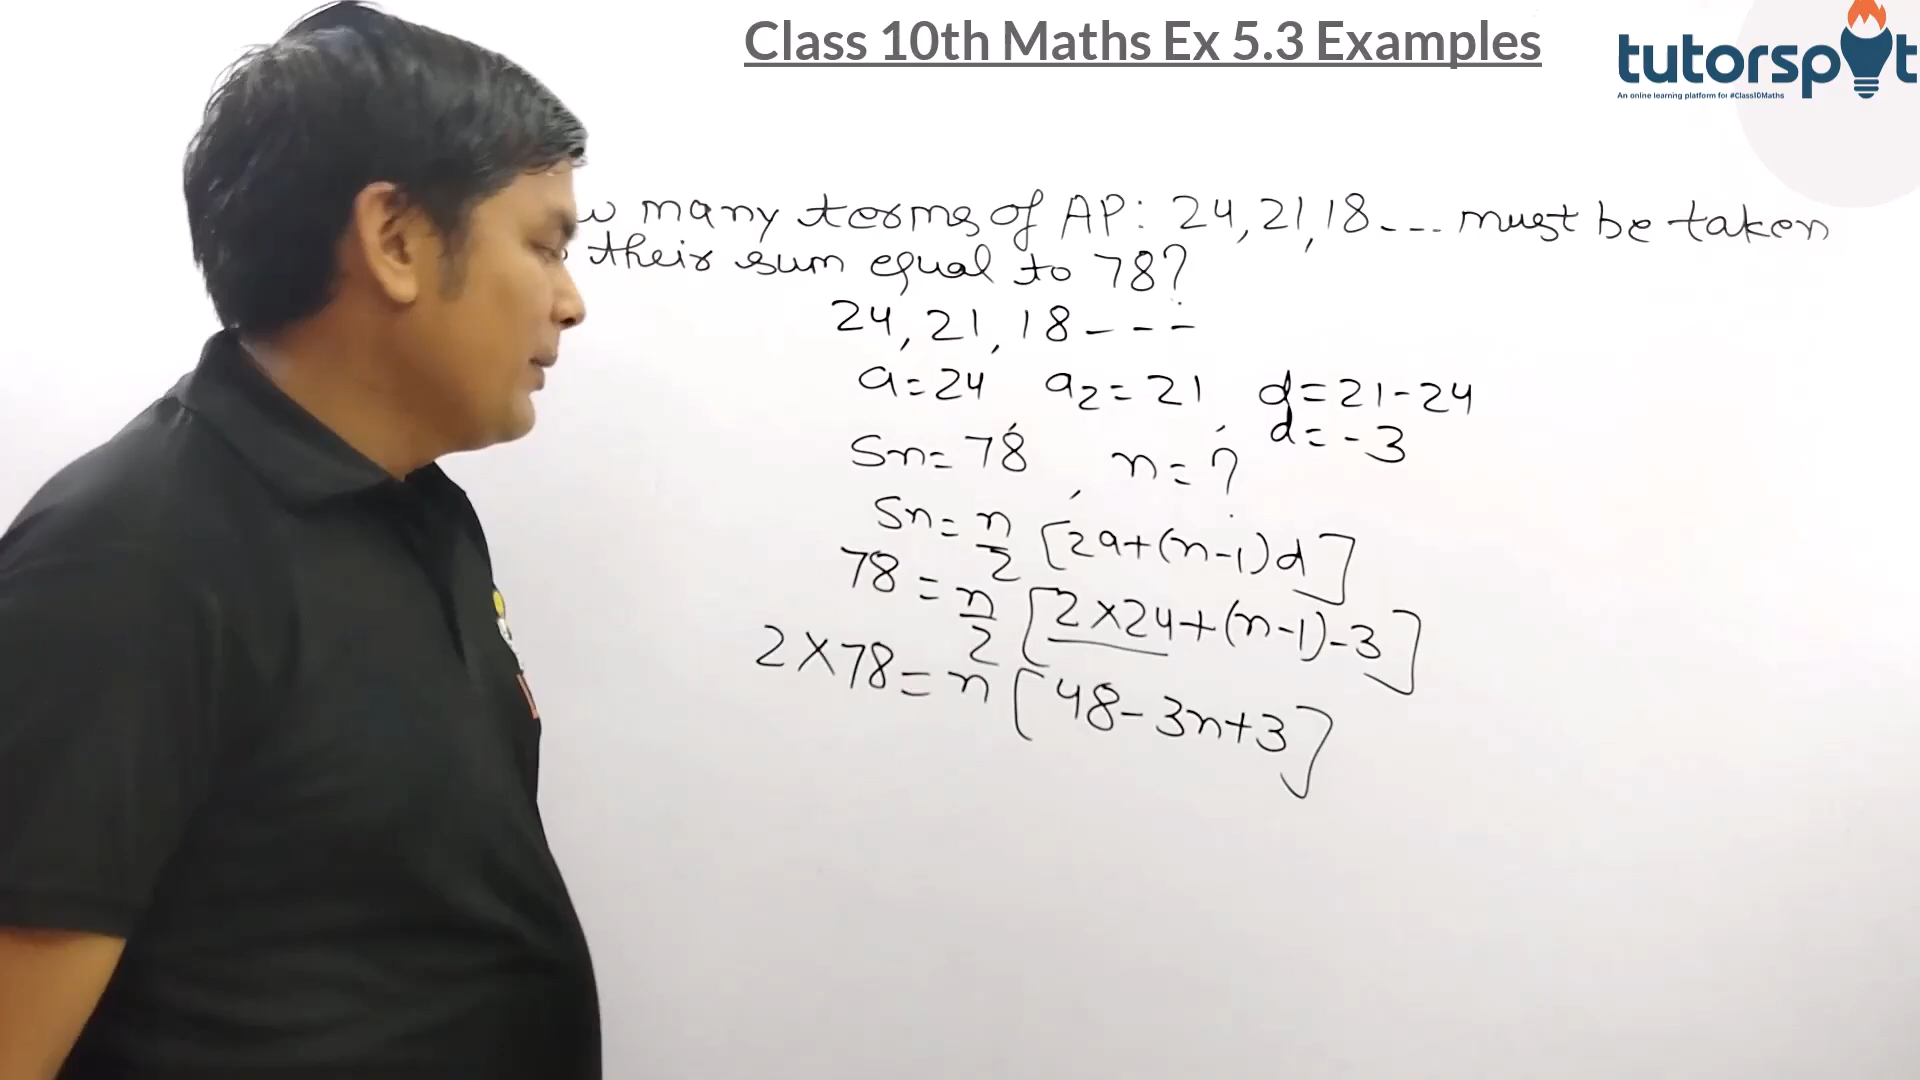 Class 10th Maths Ex 5.3 Examples
tutorspot
An online learning platform for #Class10Maths
many terms of AP: 24, 21, 18 --- must be taken
their sum equal to 78?
24, 21, 18 - - -
a=24 a2=21, d=21-24
d=-3
Sn=78, n=?
Sn=n/2 [2a+(n-1)d]
78=n/2 [2×24+(n-1)-3]
2×78=n[48-3n+3]